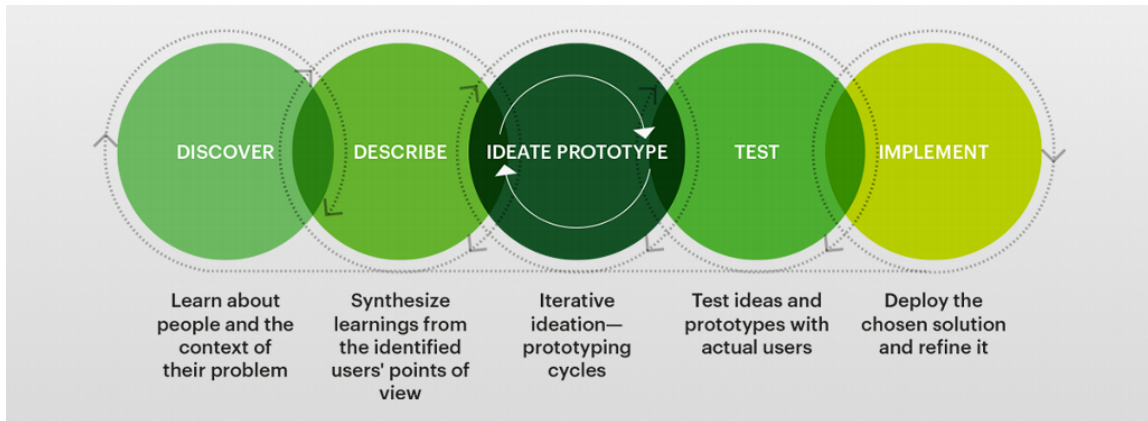 DISCOVER
DESCRIBE
IDEATE PROTOTYPE
TEST
IMPLEMENT
Learn about
people and the
context of
their problem
Synthesize
learnings from
the identified
users' points of
view
Iterative
ideation—
prototyping
cycles
Test ideas and
prototypes with
actual users
Deploy the
chosen solution
and refine it